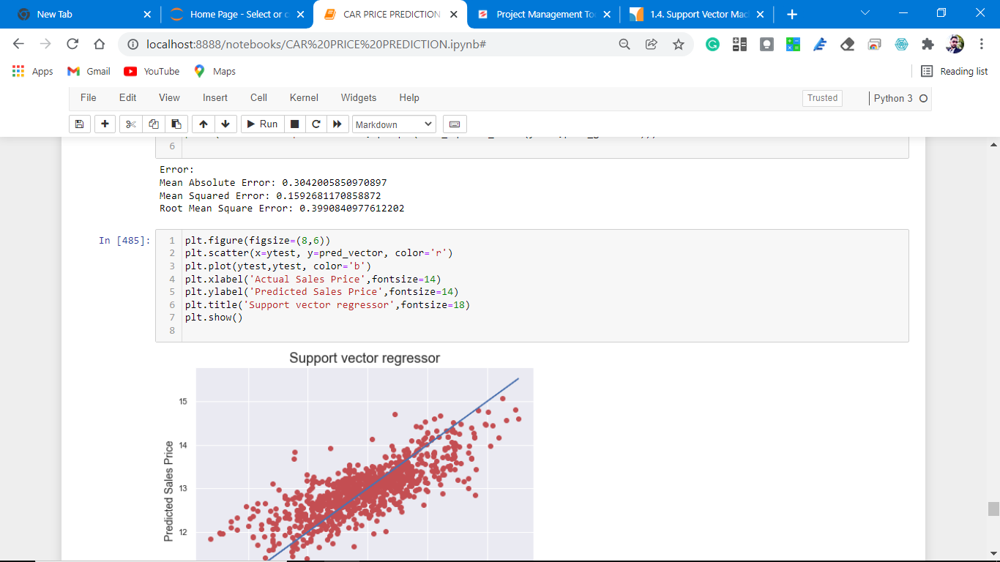 New Tab
Home Page - Select or c
CAR PRICE PREDICTION
Project Management To
1.4. Support Vector Mac
localhost:8888/notebooks/CAR%20PRICE%20PREDICTION.ipynb#
Apps
Gmail
YouTube
Maps
Reading list
File Edit View Insert Cell Kernel Widgets Help
Trusted
Python 3
Run
Markdown
6
Error:
Mean Absolute Error: 0.3042005850970897
Mean Squared Error: 0.1592681170858872
Root Mean Square Error: 0.3990840977612202
In [485]:
1 plt.figure(figsize=(8,6))
2 plt.scatter(x=ytest, y=pred_vector, color='r')
3 plt.plot(ytest,ytest, color='b')
4 plt.xlabel('Actual Sales Price',fontsize=14)
5 plt.ylabel('Predicted Sales Price',fontsize=14)
6 plt.title('Support vector regressor',fontsize=18)
7 plt.show()
8
Support vector regressor
Predicted Sales Price
15
14
13
12